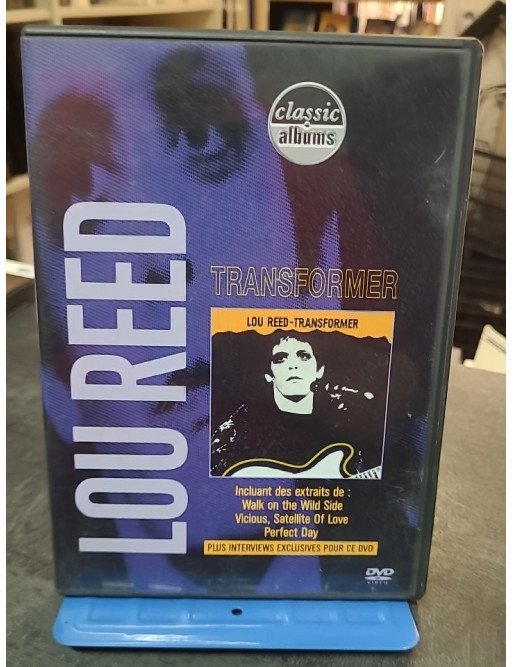 classic
albums
LOU REED
TRANSFORMER
LOU REED-TRANSFORMER
Incluant des extraits de :
Walk on the Wild Side
Vicious, Satellite Of Love
Perfect Day
PLUS INTERVIEWS EXCLUSIVES POUR CE DVD
DVD
VIDEO